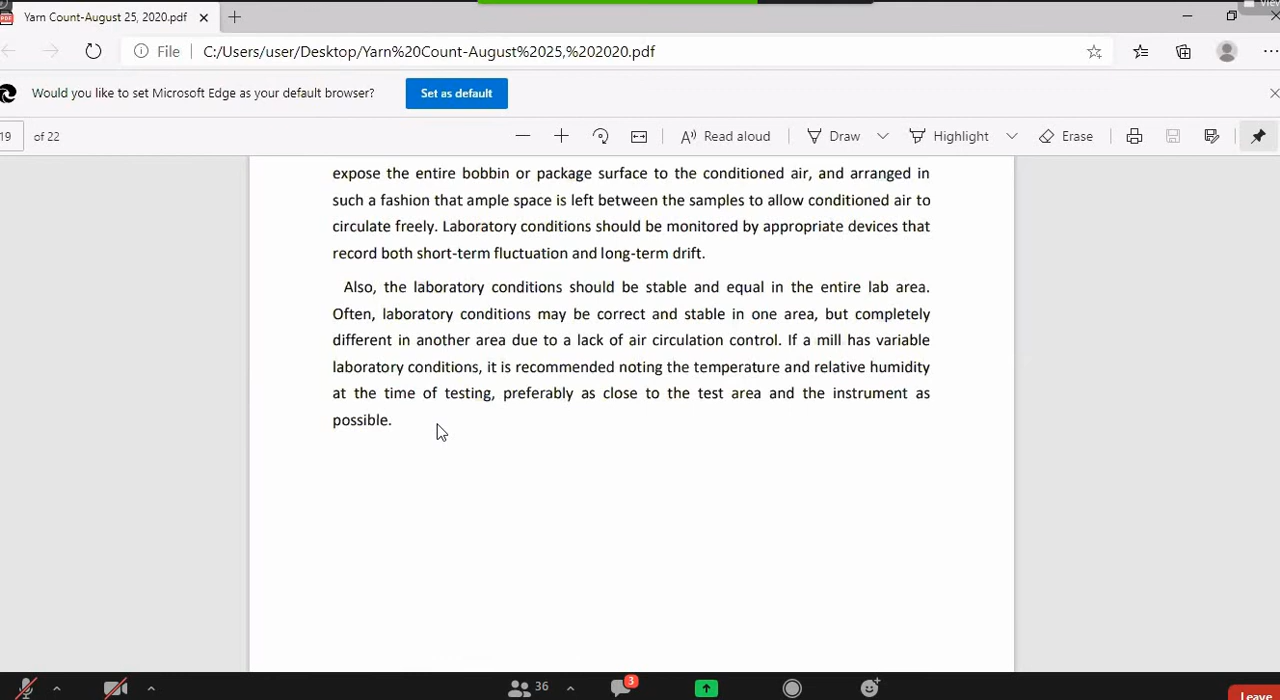 Yarn Count-August 25, 2020.pdf
View
File C:/Users/user/Desktop/Yarn%20Count-August%2025,%202020.pdf
Would you like to set Microsoft Edge as your default browser? Set as default
19 of 22 Read aloud Draw Highlight Erase
expose the entire bobbin or package surface to the conditioned air, and arranged in
such a fashion that ample space is left between the samples to allow conditioned air to
circulate freely. Laboratory conditions should be monitored by appropriate devices that
record both short-term fluctuation and long-term drift.
Also, the laboratory conditions should be stable and equal in the entire lab area.
Often, laboratory conditions may be correct and stable in one area, but completely
different in another area due to a lack of air circulation control. If a mill has variable
laboratory conditions, it is recommended noting the temperature and relative humidity
at the time of testing, preferably as close to the test area and the instrument as
possible.
36 3
Leave